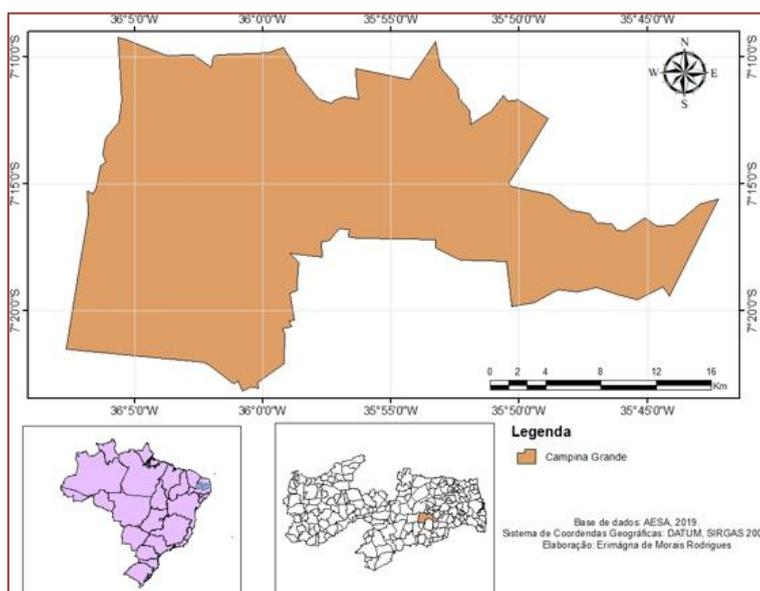 36°5'0"W 36°0'0"W 35°55'0"W 35°50'0"W 35°45'0"W
7°10'0"S 7°10'0"S
N
W E
S
7°15'0"S 7°15'0"S
7°20'0"S 7°20'0"S
0 2 4 8 12 16
Km
36°5'0"W 36°0'0"W 35°55'0"W 35°50'0"W 35°45'0"W
Legenda
Campina Grande
Base de dados: AESA, 2019.
Sistema de Coordendas Geográficas: DATUM, SIRGAS 200
Elaboração: Erimágna de Morais Rodrigues